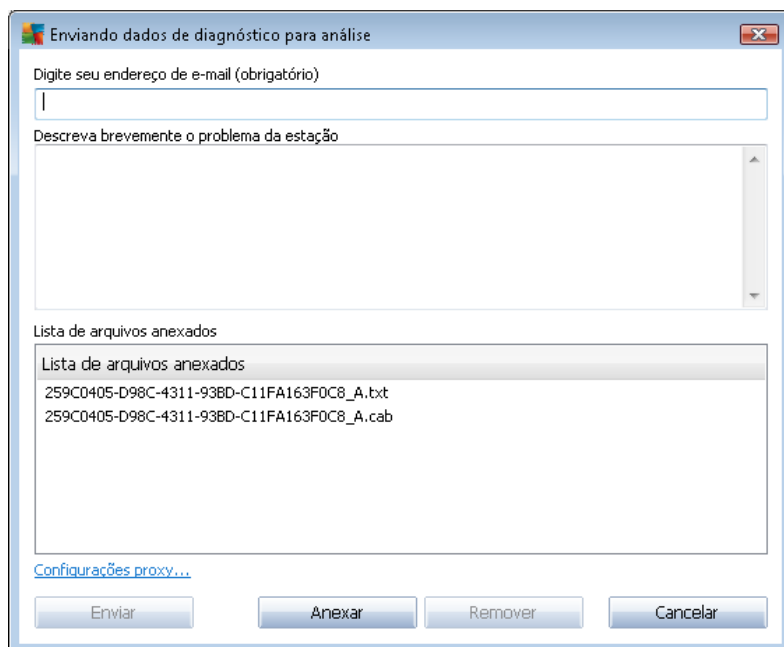 Enviando dados de diagnóstico para análise
Digite seu endereço de e-mail (obrigatório)
Descreva brevemente o problema da estação
Lista de arquivos anexados
Lista de arquivos anexados
259C0405-D98C-4311-93BD-C11FA163F0C8_A.txt
259C0405-D98C-4311-93BD-C11FA163F0C8_A.cab
Configurações proxy...
Enviar Anexar Remover Cancelar